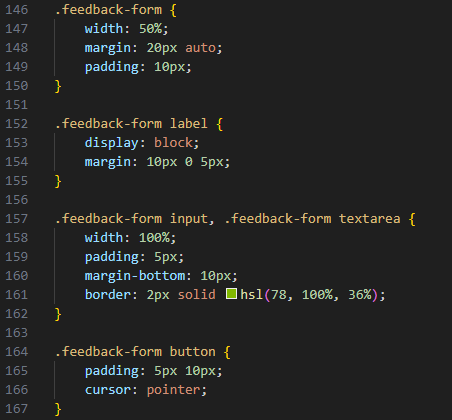 146 .feedback-form {
147     width: 50%;
148     margin: 20px auto;
149     padding: 10px;
150 }
151
152 .feedback-form label {
153     display: block;
154     margin: 10px 0 5px;
155 }
156
157 .feedback-form input, .feedback-form textarea {
158     width: 100%;
159     padding: 5px;
160     margin-bottom: 10px;
161     border: 2px solid hsl(78, 100%, 36%);
162 }
163
164 .feedback-form button {
165     padding: 5px 10px;
166     cursor: pointer;
167 }